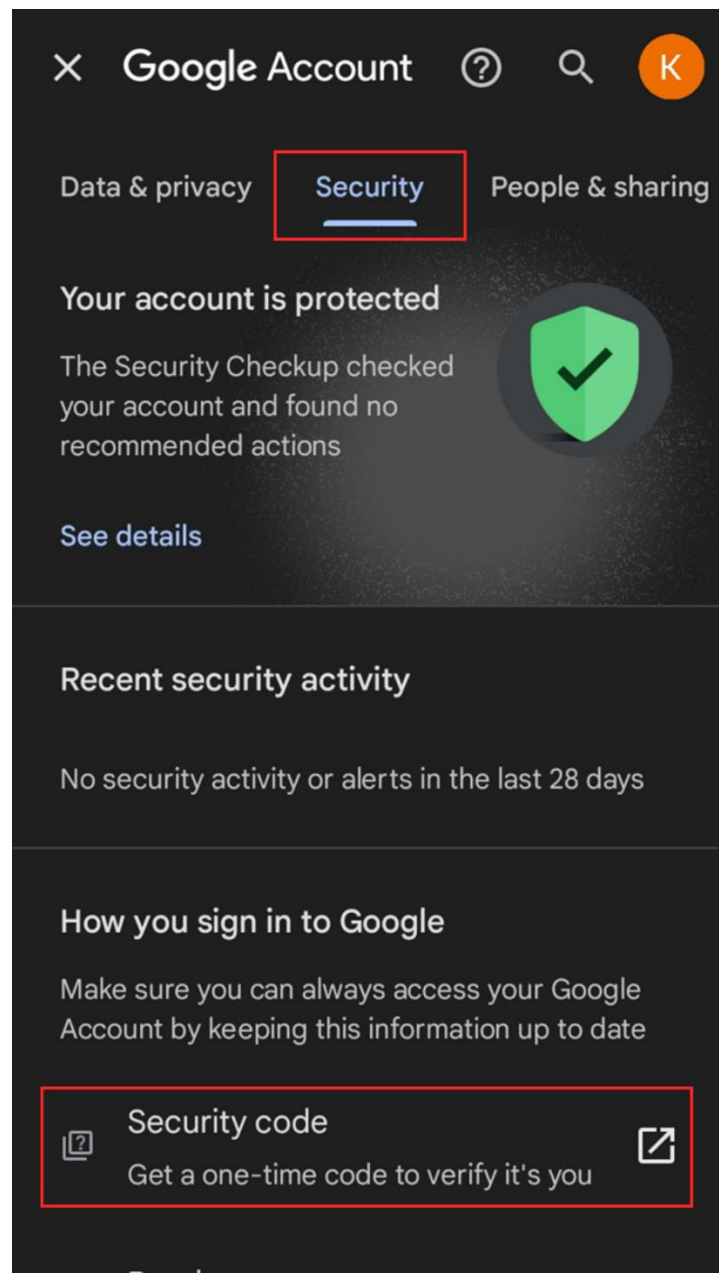 Google Account
K
Data & privacy
Security
People & sharing
Your account is protected
The Security Checkup checked
your account and found no
recommended actions
See details
Recent security activity
No security activity or alerts in the last 28 days
How you sign in to Google
Make sure you can always access your Google
Account by keeping this information up to date
Security code
Get a one-time code to verify it's you